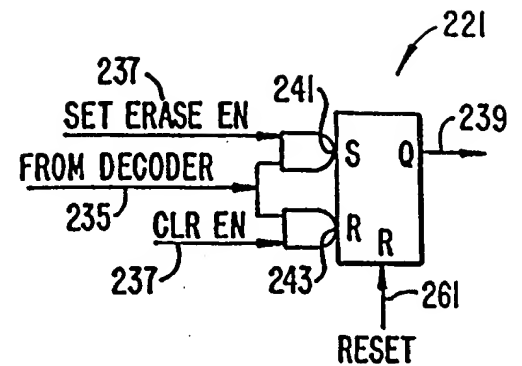 221
237
241
SET ERASE EN
239
S
Q
FROM DECODER
235
CLR EN
R
R
237
243
261
RESET